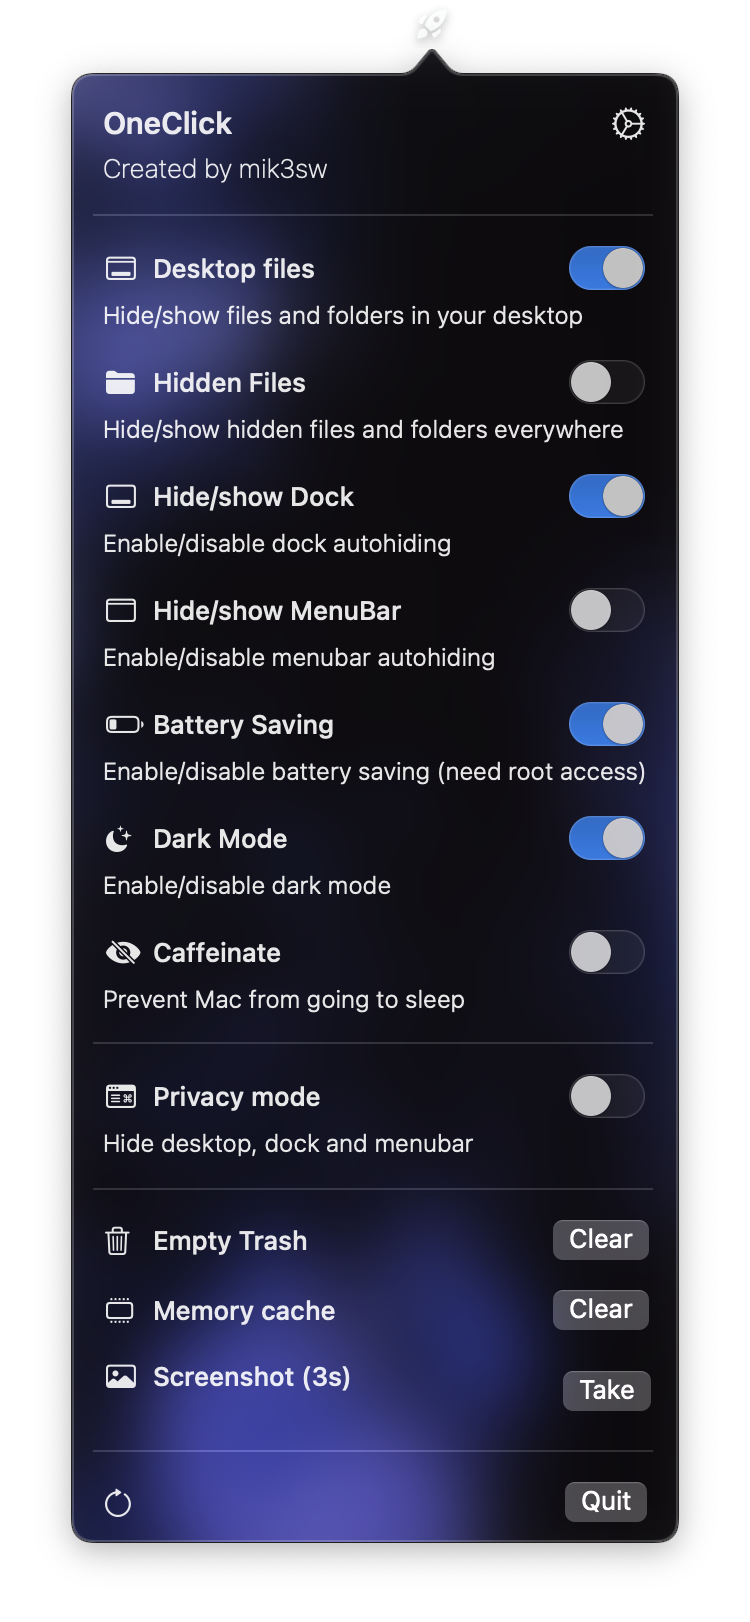 OneClick
Created by mik3sw
Desktop files
Hide/show files and folders in your desktop
Hidden Files
Hide/show hidden files and folders everywhere
Hide/show Dock
Enable/disable dock autohiding
Hide/show MenuBar
Enable/disable menubar autohiding
Battery Saving
Enable/disable battery saving (need root access)
Dark Mode
Enable/disable dark mode
Caffeinate
Prevent Mac from going to sleep
Privacy mode
Hide desktop, dock and menubar
Empty Trash Clear
Memory cache Clear
Screenshot (3s) Take
Quit